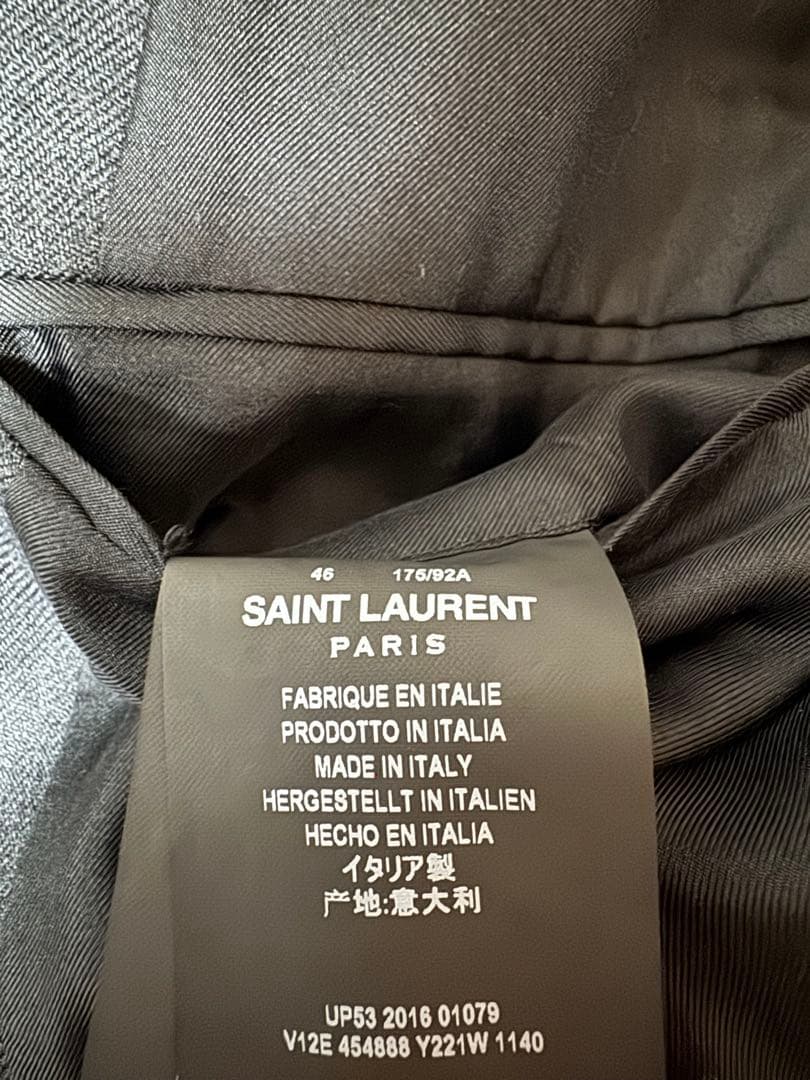 46 175/92A
SAINT LAURENT
PARIS
FABRIQUE EN ITALIE
PRODOTTO IN ITALIA
MADE IN ITALY
HERGESTELLT IN ITALIEN
HECHO EN ITALIA
イタリア製
产地:意大利
UP53 2016 01079
V12E 454888 Y221W 1140